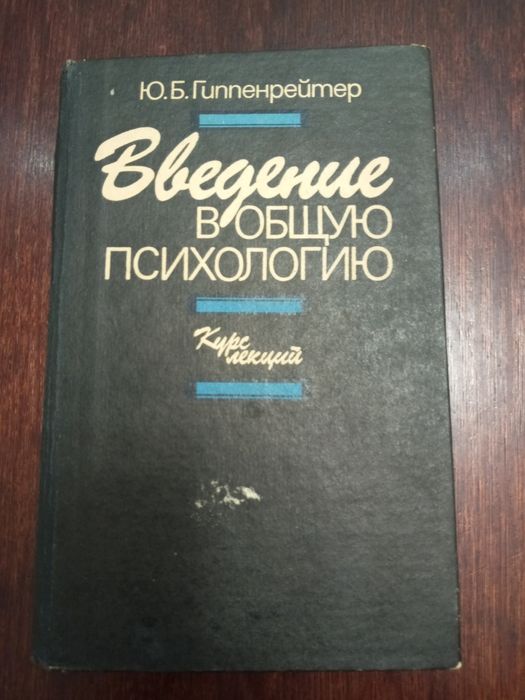 Ю.Б.Гиппенрейтер
Введение
В ОБЩУЮ
ПСИХОЛОГИЮ
Курс
лекций